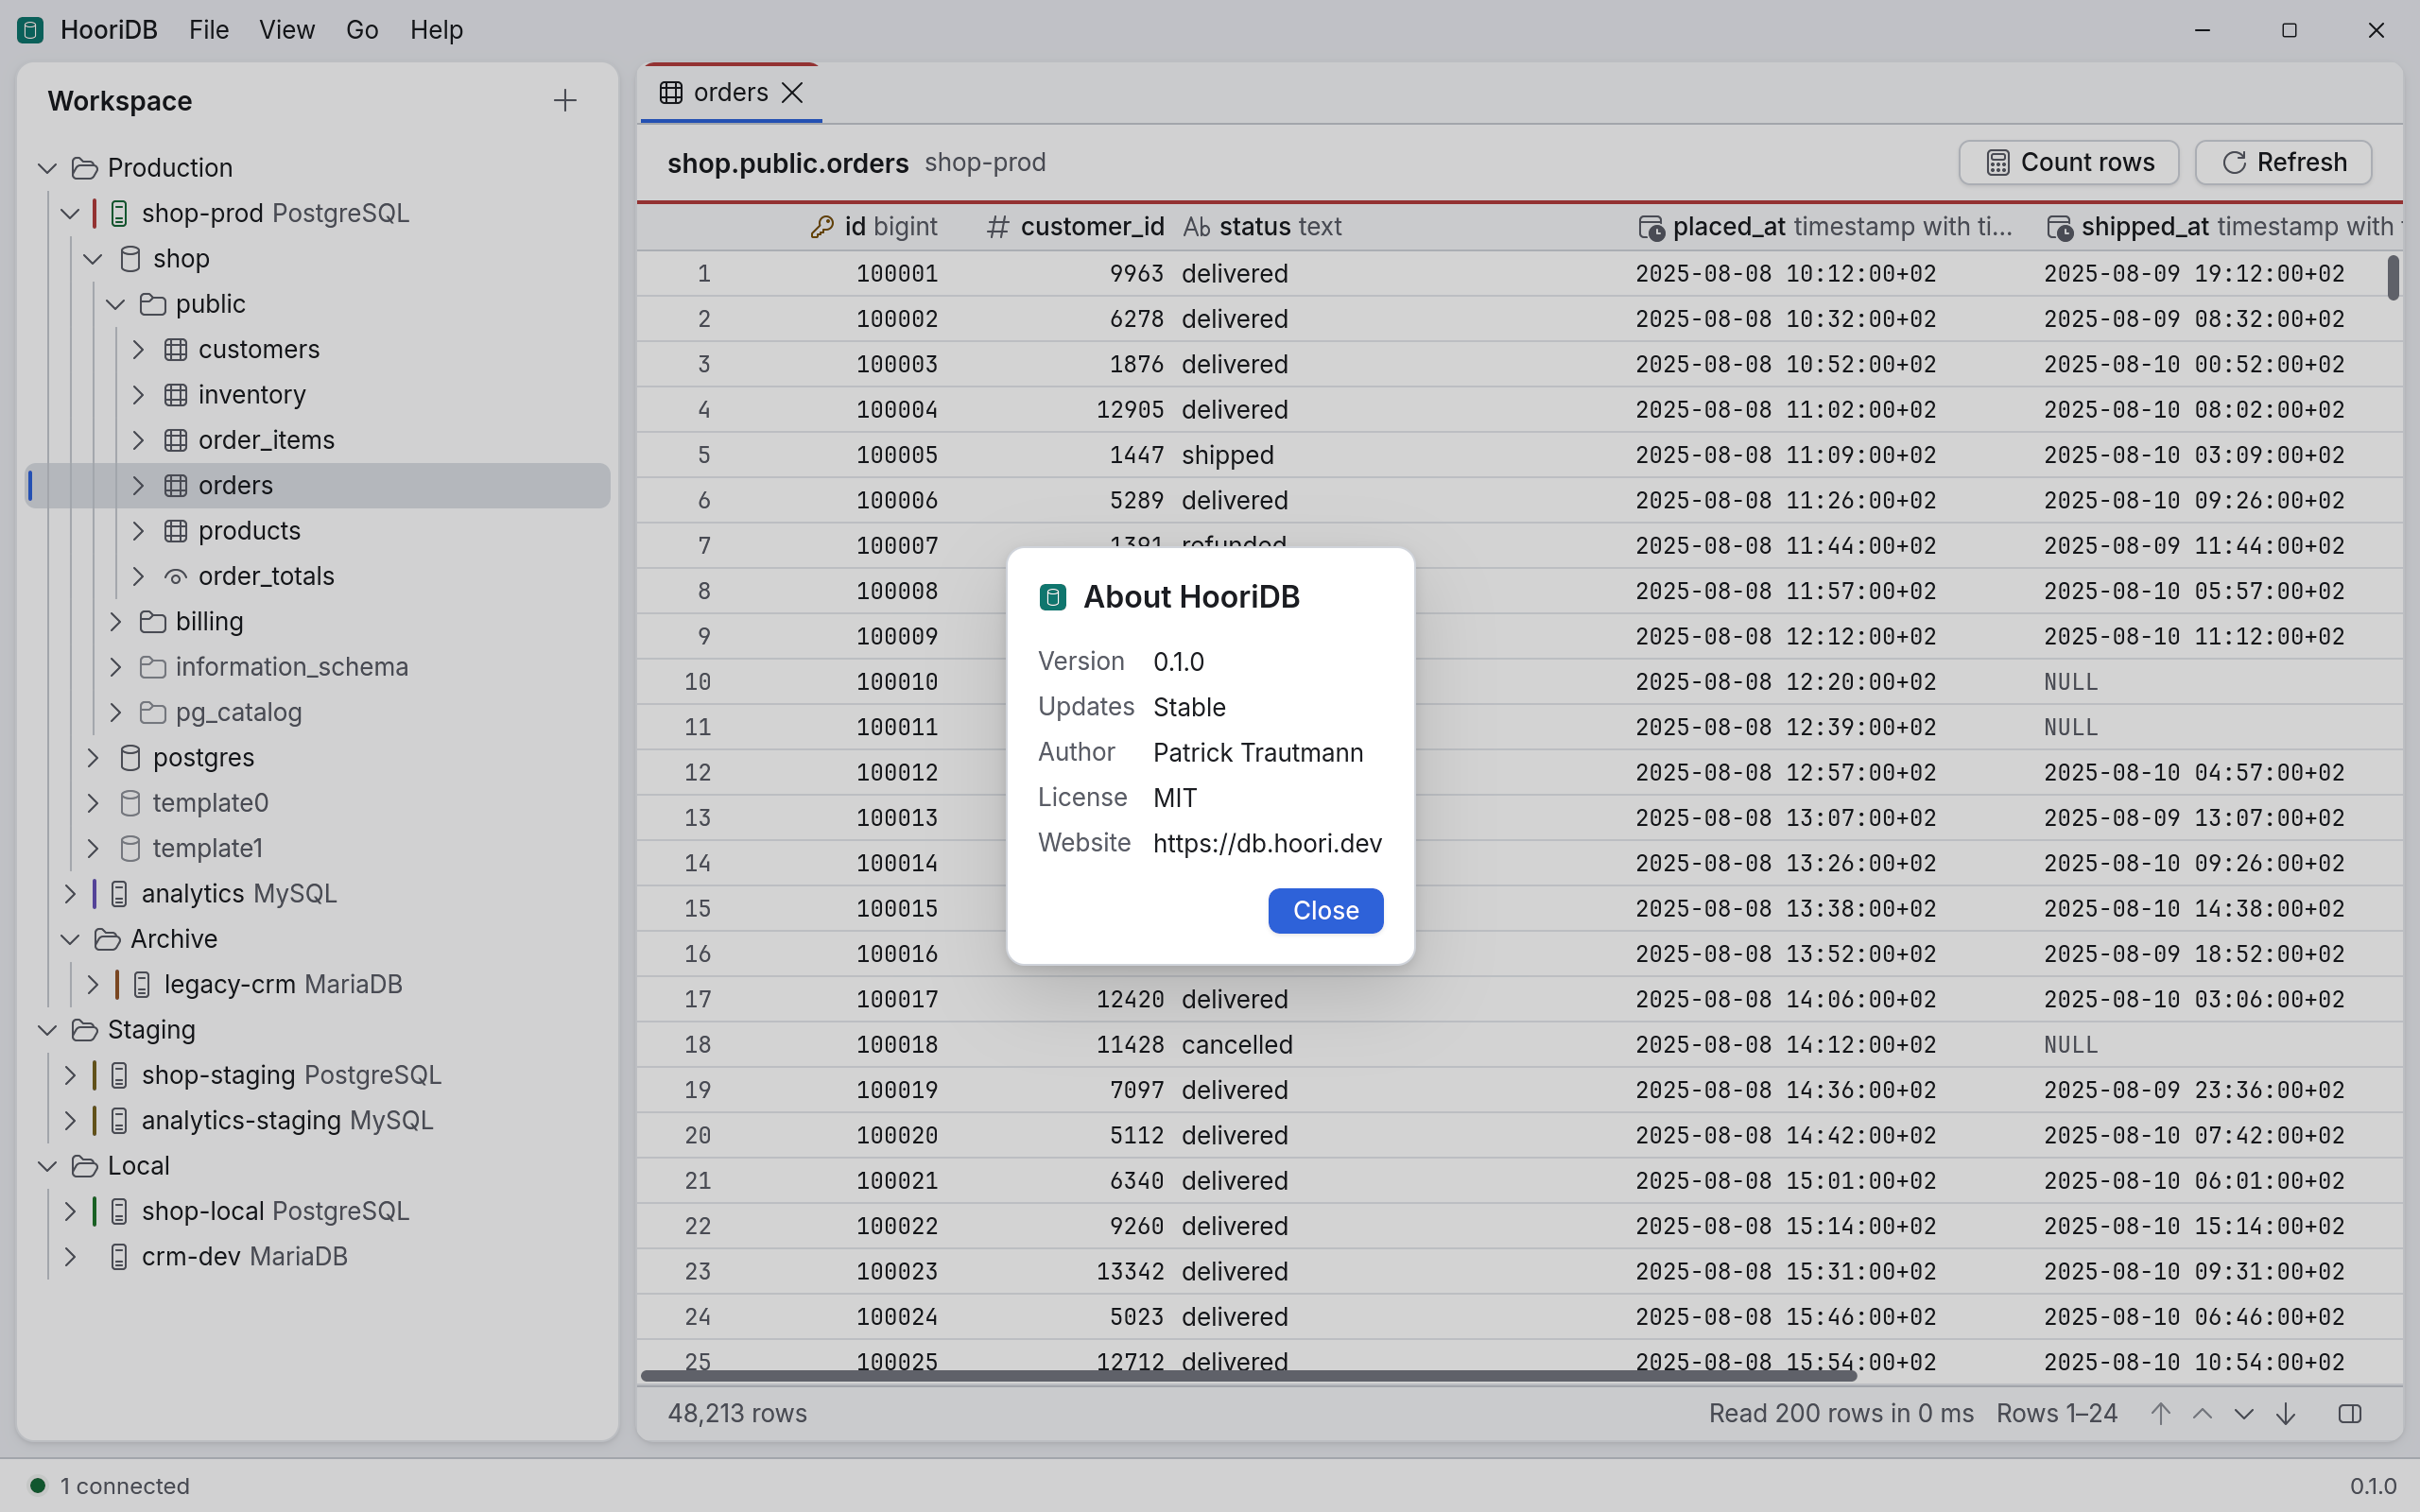 HooriDB File View Go Help
Workspace
Production
shop-prod PostgreSQL
shop
public
customers
inventory
order_items
orders
products
order_totals
billing
information_schema
pg_catalog
postgres
template0
template1
analytics MySQL
Archive
legacy-crm MariaDB
Staging
shop-staging PostgreSQL
analytics-staging MySQL
Local
shop-local PostgreSQL
crm-dev MariaDB
orders
shop.public.orders shop-prod Count rows Refresh
id bigint customer_id Ab status text placed_at timestamp with ti... shipped_at timestamp with
1 100001 9963 delivered 2025-08-08 10:12:00+02 2025-08-09 19:12:00+02
2 100002 6278 delivered 2025-08-08 10:32:00+02 2025-08-09 08:32:00+02
3 100003 1876 delivered 2025-08-08 10:52:00+02 2025-08-10 00:52:00+02
4 100004 12905 delivered 2025-08-08 11:02:00+02 2025-08-10 08:02:00+02
5 100005 1447 shipped 2025-08-08 11:09:00+02 2025-08-10 03:09:00+02
6 100006 5289 delivered 2025-08-08 11:26:00+02 2025-08-10 09:26:00+02
7 100007 1391 refunded 2025-08-08 11:44:00+02 2025-08-09 11:44:00+02
8 100008 2025-08-08 11:57:00+02 2025-08-10 05:57:00+02
9 100009 2025-08-08 12:12:00+02 2025-08-10 11:12:00+02
10 100010 2025-08-08 12:20:00+02 NULL
11 100011 2025-08-08 12:39:00+02 NULL
12 100012 2025-08-08 12:57:00+02 2025-08-10 04:57:00+02
13 100013 2025-08-08 13:07:00+02 2025-08-09 13:07:00+02
14 100014 2025-08-08 13:26:00+02 2025-08-10 09:26:00+02
15 100015 2025-08-08 13:38:00+02 2025-08-10 14:38:00+02
16 100016 2025-08-08 13:52:00+02 2025-08-09 18:52:00+02
17 100017 12420 delivered 2025-08-08 14:06:00+02 2025-08-10 03:06:00+02
18 100018 11428 cancelled 2025-08-08 14:12:00+02 NULL
19 100019 7097 delivered 2025-08-08 14:36:00+02 2025-08-09 23:36:00+02
20 100020 5112 delivered 2025-08-08 14:42:00+02 2025-08-10 07:42:00+02
21 100021 6340 delivered 2025-08-08 15:01:00+02 2025-08-10 06:01:00+02
22 100022 9260 delivered 2025-08-08 15:14:00+02 2025-08-10 15:14:00+02
23 100023 13342 delivered 2025-08-08 15:31:00+02 2025-08-10 09:31:00+02
24 100024 5023 delivered 2025-08-08 15:46:00+02 2025-08-10 06:46:00+02
25 100025 12712 delivered 2025-08-08 15:54:00+02 2025-08-10 10:54:00+02
About HooriDB
Version 0.1.0
Updates Stable
Author Patrick Trautmann
License MIT
Website https://db.hoori.dev
Close
48,213 rows Read 200 rows in 0 ms Rows 1–24
1 connected 0.1.0